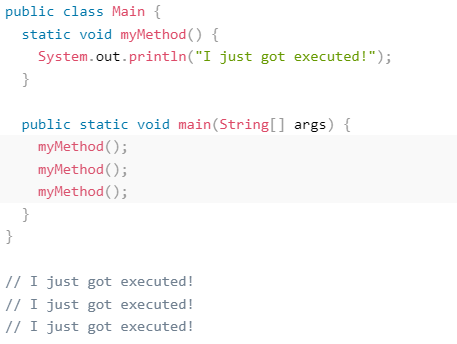 public class Main {
  static void myMethod() {
    System.out.println("I just got executed!");
  }

  public static void main(String[] args) {
    myMethod();
    myMethod();
    myMethod();
  }
}

// I just got executed!
// I just got executed!
// I just got executed!